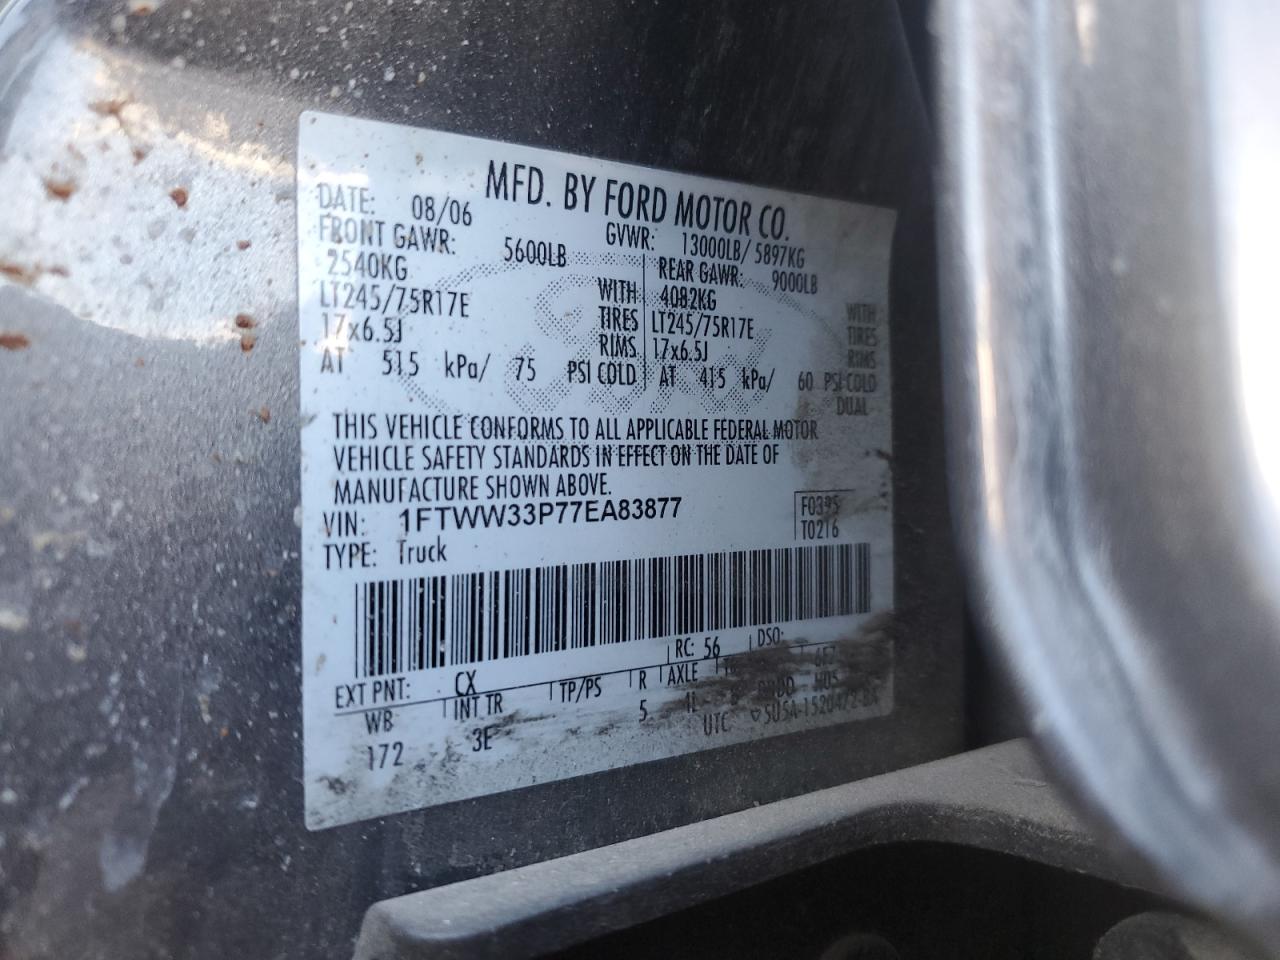 MFD. BY FORD MOTOR CO.
DATE: 08/06 GVWR: 13000LB/ 5897KG
FRONT GAWR: 5600LB REAR GAWR: 9000LB
2540KG WITH 4082KG WITH
LT245/75R17E TIRES LT245/75R17E TIRES
17x6.5J RIMS 17x6.5J RIMS
AT 515 kPa/ 75 PSI COLD AT 415 kPa/ 60 PSI COLD
DUAL
THIS VEHICLE CONFORMS TO ALL APPLICABLE FEDERAL MOTOR
VEHICLE SAFETY STANDARDS IN EFFECT ON THE DATE OF
MANUFACTURE SHOWN ABOVE.
VIN: 1FTWW33P77EA83877 F0395
TYPE: Truck T0216
EXT PNT: CX RC: 56 DSO:
WB INT TR TP/PS R AXLE
172 3E 5 4L
UTC